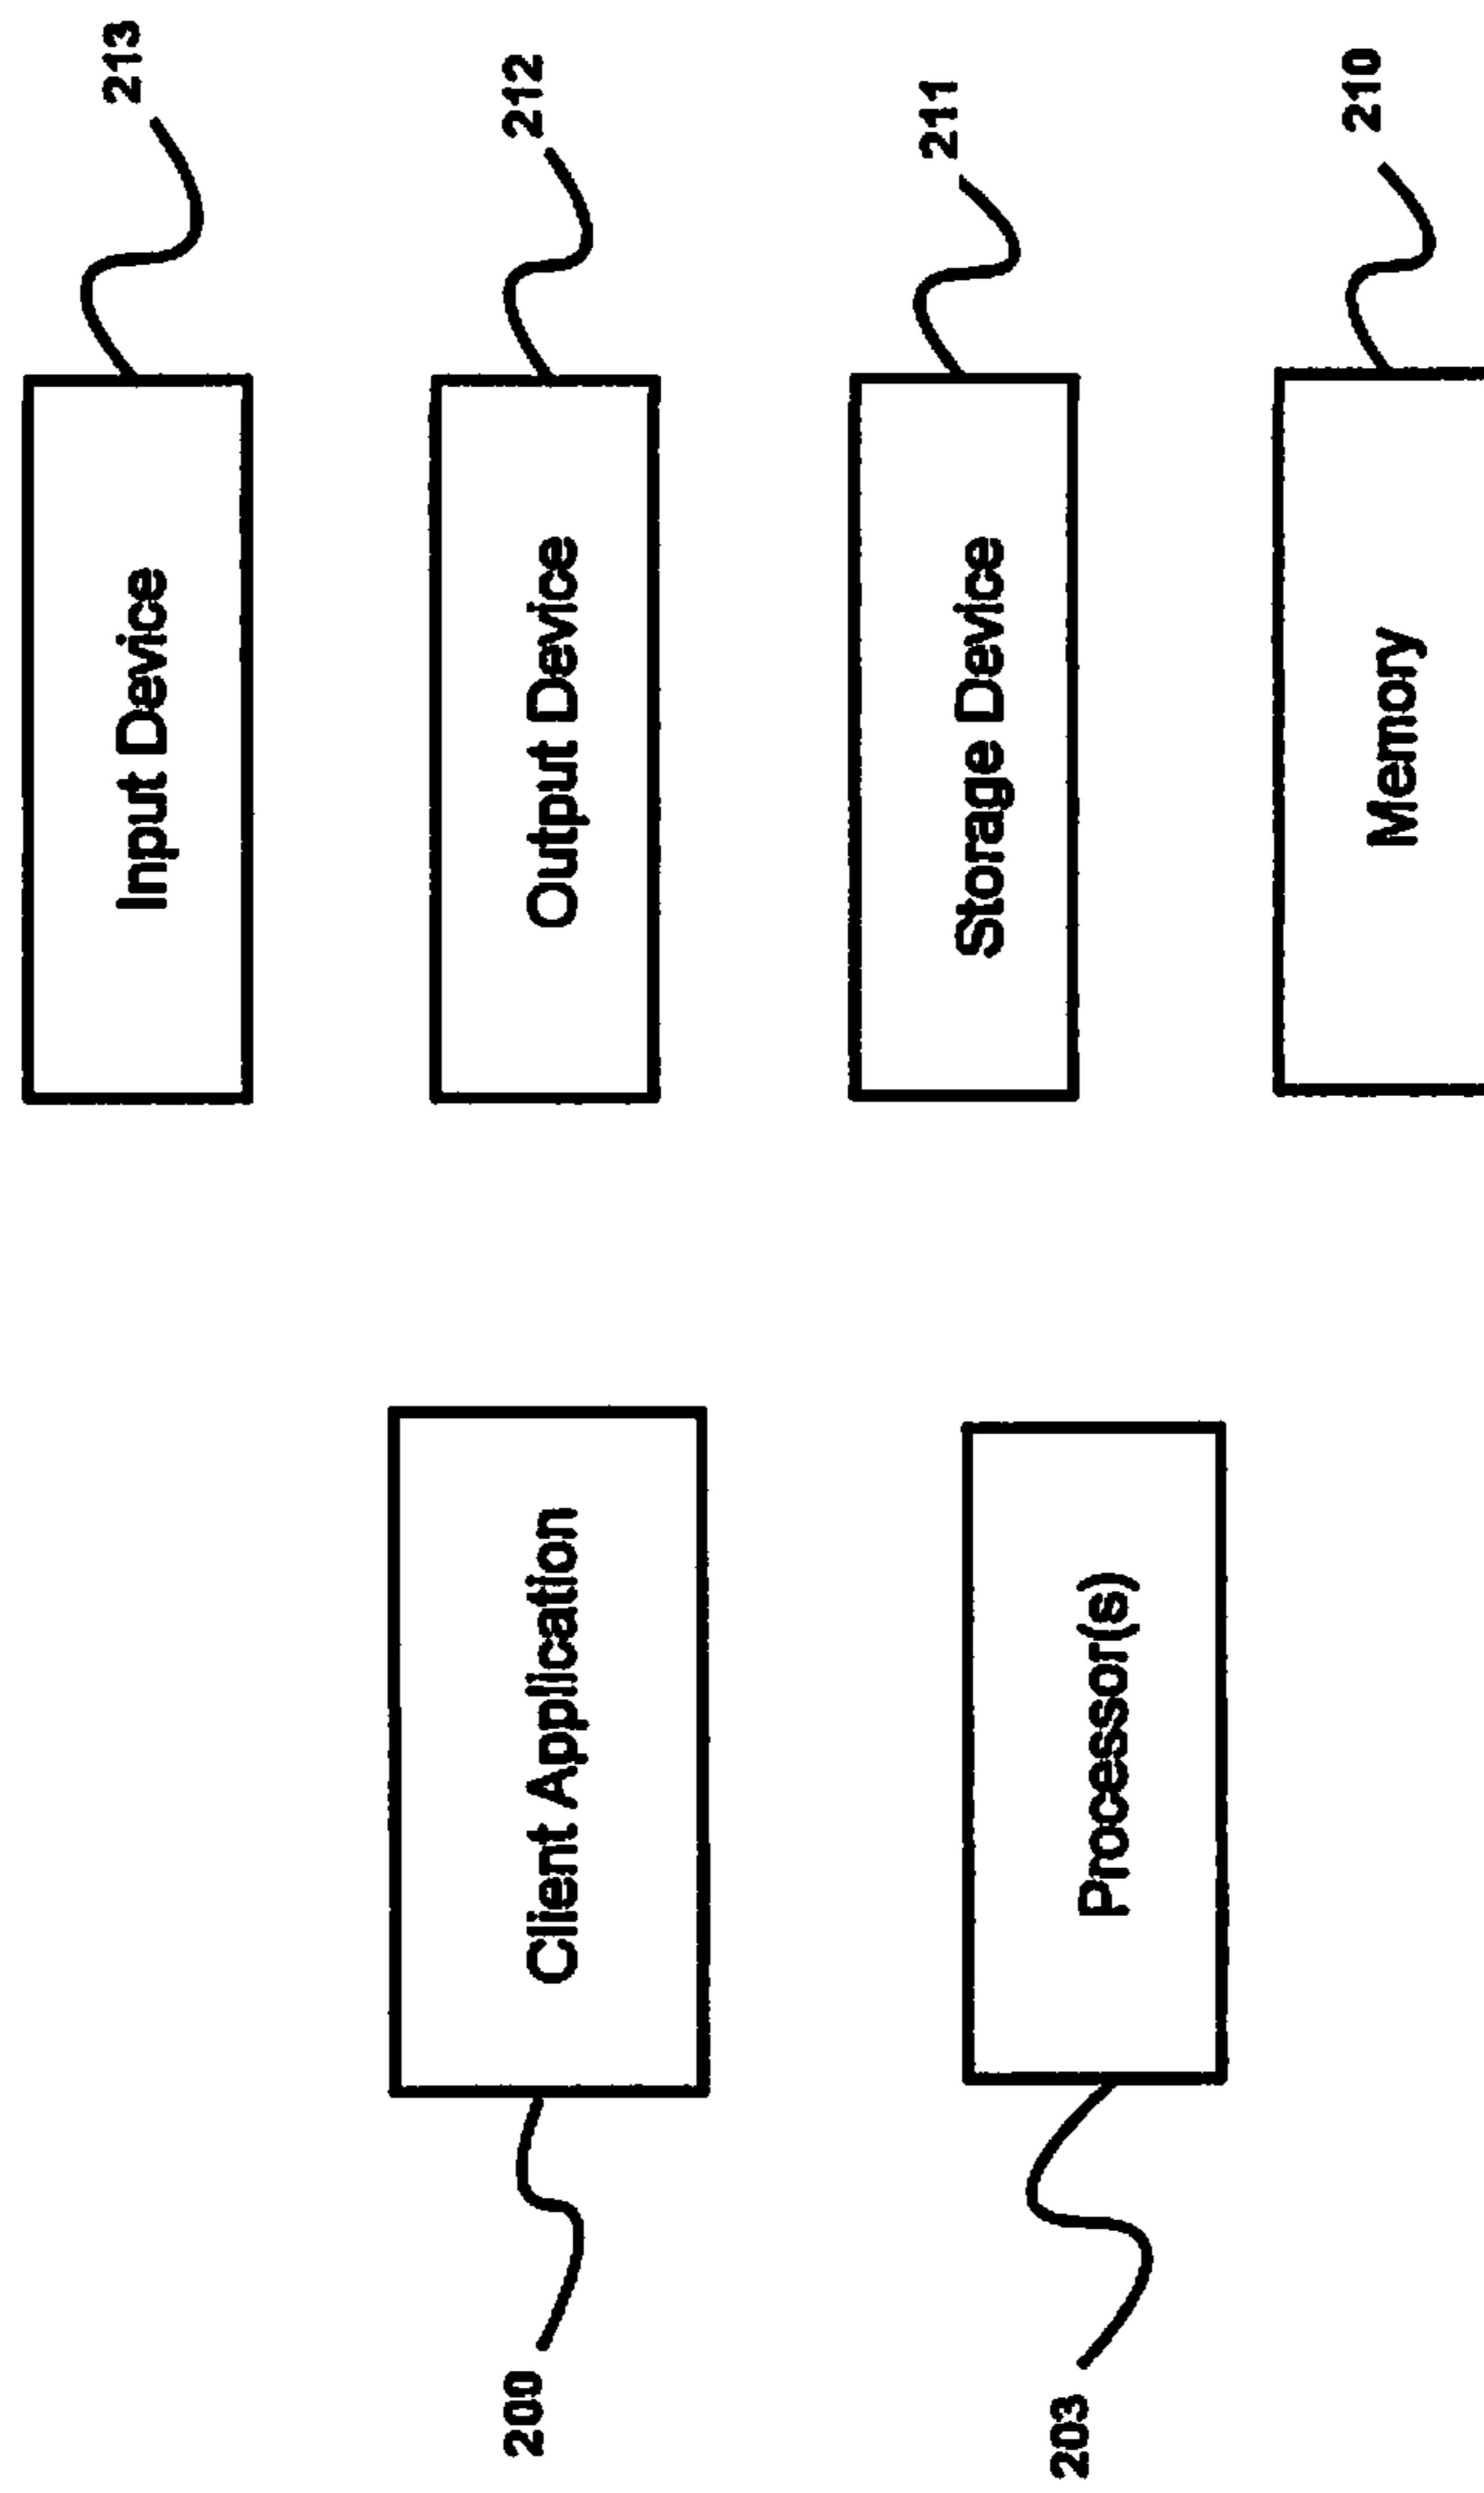 Input Device
213
Client Application
200
Output Device
212
Processor(s)
203
Storage Device
211
Memory
210